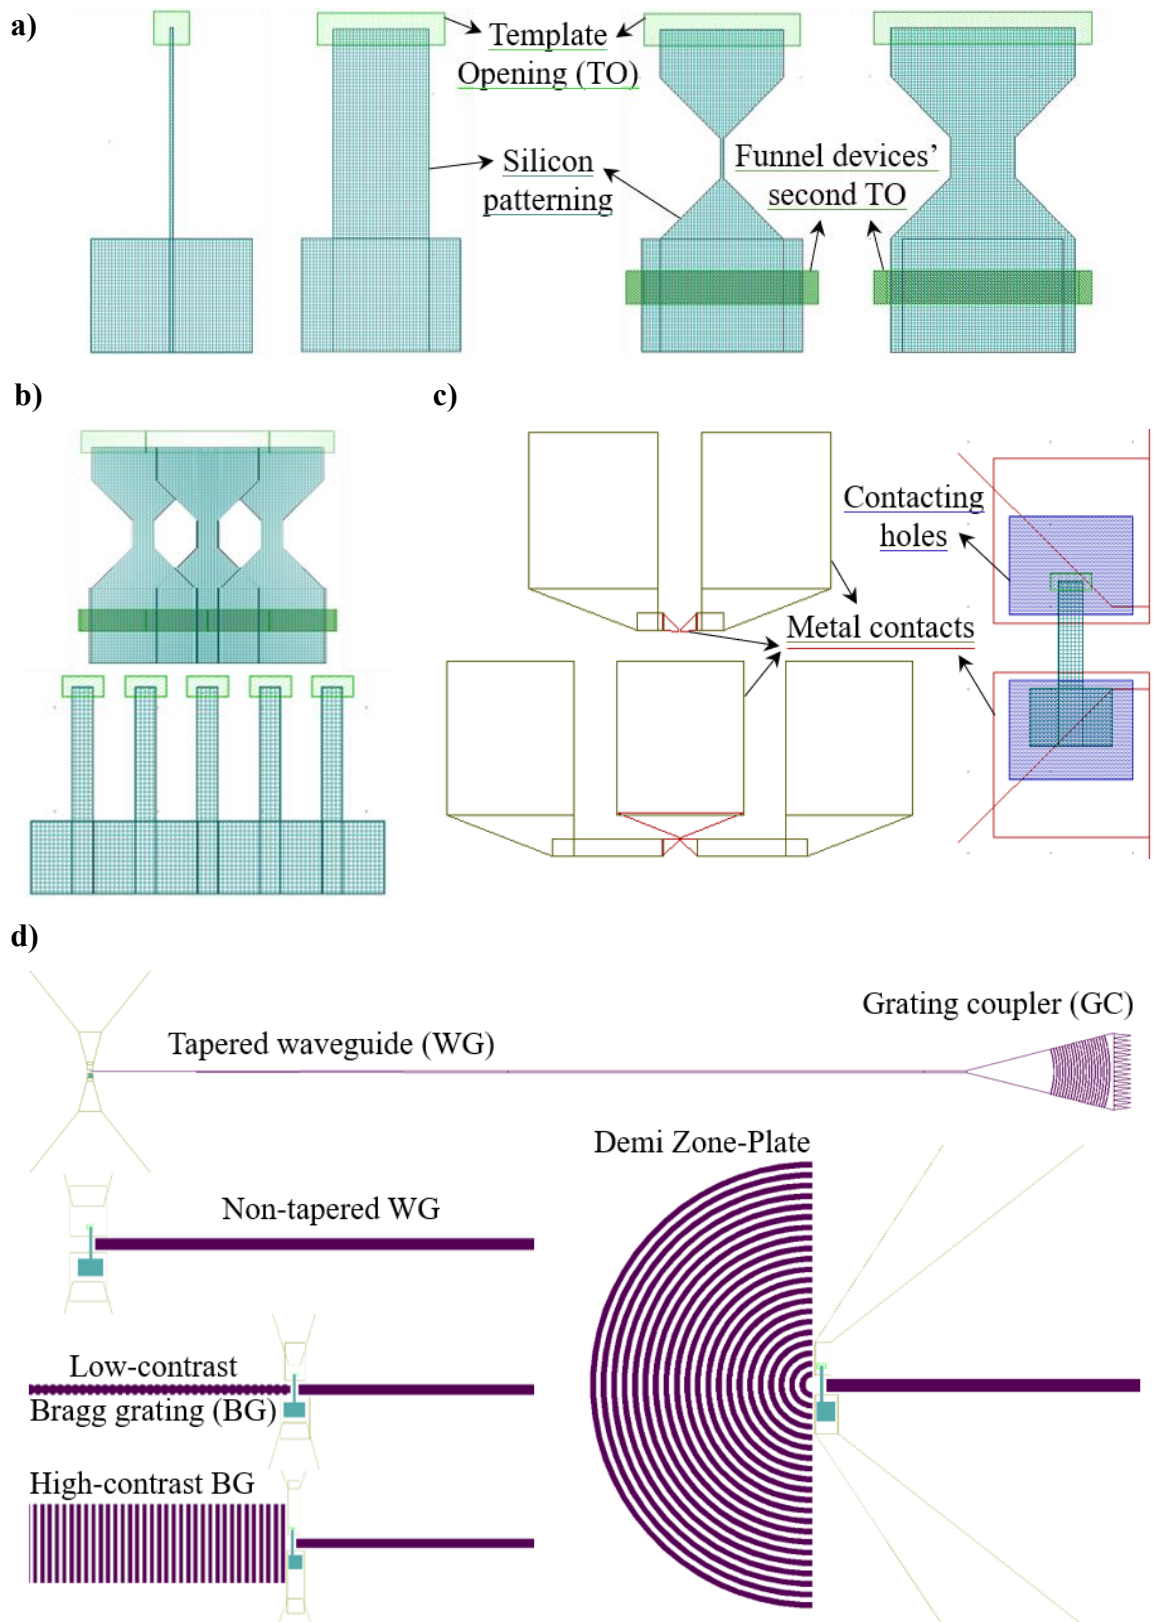 a)
Template
Opening (TO)
Silicon
patterning
Funnel devices’
second TO
b)
c)
Contacting
holes
Metal contacts
d)
Grating coupler (GC)
Tapered waveguide (WG)
Demi Zone-Plate
Non-tapered WG
Low-contrast
Bragg grating (BG)
High-contrast BG